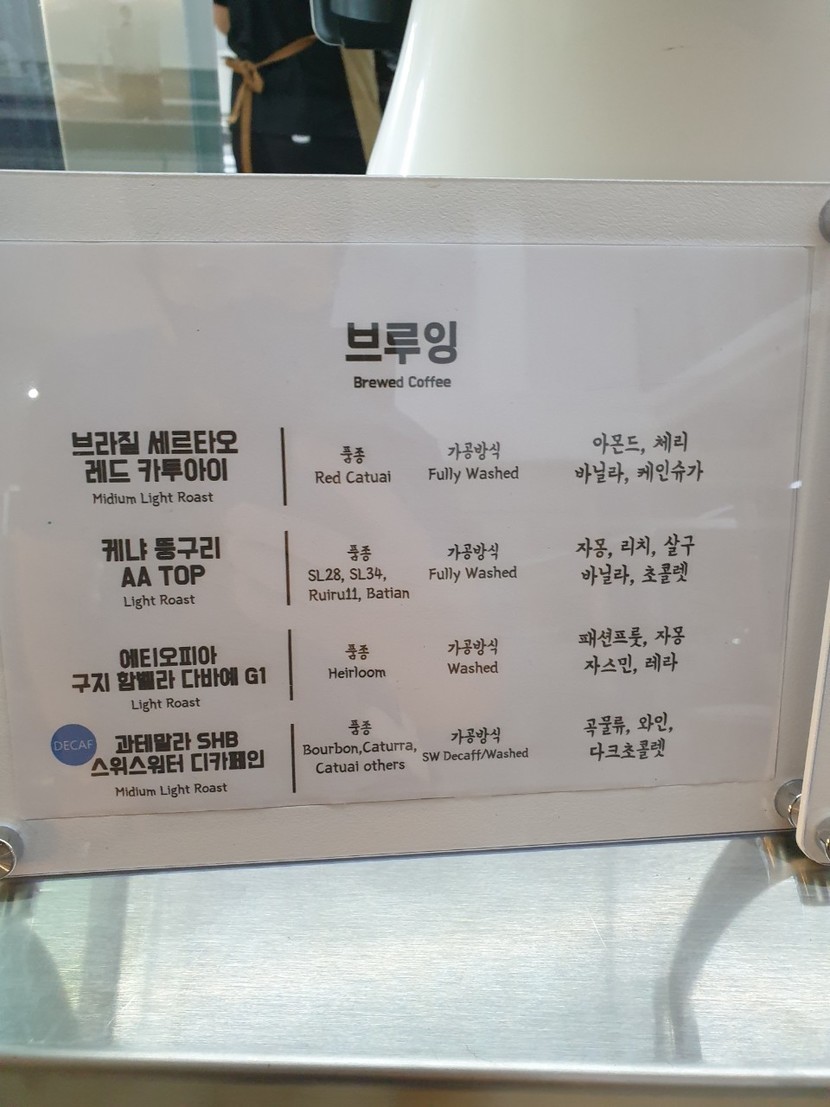 브루잉
Brewed Coffee
브라질 세르타오
레드 카투아이
Midium Light Roast
품종
Red Catuai
가공방식
Fully Washed
아몬드, 체리
바닐라, 케인슈가
케냐 뚱구리
AA TOP
Light Roast
품종
SL28, SL34,
Ruiru11, Batian
가공방식
Fully Washed
자몽, 리치, 살구
바닐라, 초콜렛
에티오피아
구지 함벨라 다바예 G1
Light Roast
품종
Heirloom
가공방식
Washed
패션프룻, 자몽
자스민, 레라
DECAF
과테말라 SHB
스위스워터 디카페인
Midium Light Roast
품종
Bourbon,Caturra,
Catuai others
가공방식
SW Decaff/Washed
곡물류, 와인,
다크초콜렛